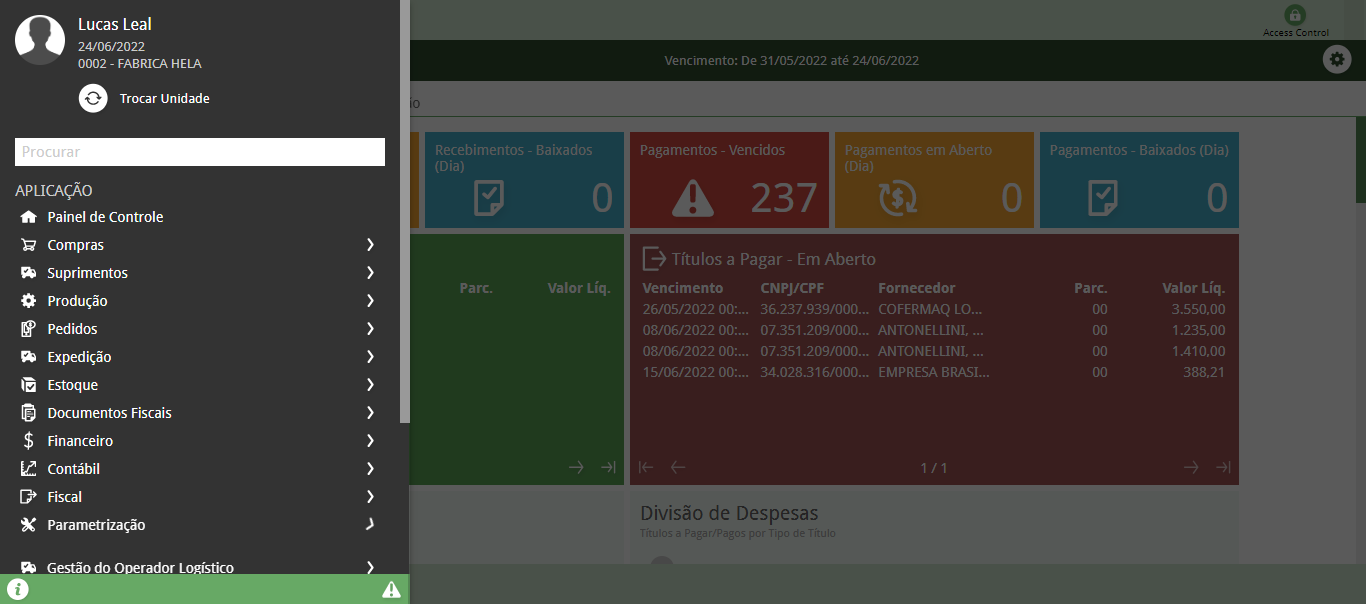 Lucas Leal
24/06/2022
0002 - FABRICA HELA
Trocar Unidade
Procurar
APLICAÇÃO
Painel de Controle
Compras
Suprimentos
Produção
Pedidos
Expedição
Estoque
Documentos Fiscais
Financeiro
Contábil
Fiscal
Parametrização
Gestão do Operador Logístico
Access Control
Vencimento: De 31/05/2022 até 24/06/2022
Recebimentos - Baixados
(Dia)
0
Pagamentos - Vencidos
237
Pagamentos em Aberto
(Dia)
0
Pagamentos - Baixados (Dia)
0
Parc. Valor Líq.
Títulos a Pagar - Em Aberto
Vencimento CNPJ/CPF Fornecedor Parc. Valor Líq.
26/05/2022 00:... 36.237.939/000... COFERMAQ LO... 00 3.550,00
08/06/2022 00:... 07.351.209/000... ANTONELLINI, ... 00 1.235,00
08/06/2022 00:... 07.351.209/000... ANTONELLINI, ... 00 1.410,00
15/06/2022 00:... 34.028.316/000... EMPRESA BRASI... 00 388,21
1 / 1
Divisão de Despesas
Títulos a Pagar/Pagos por Tipo de Título